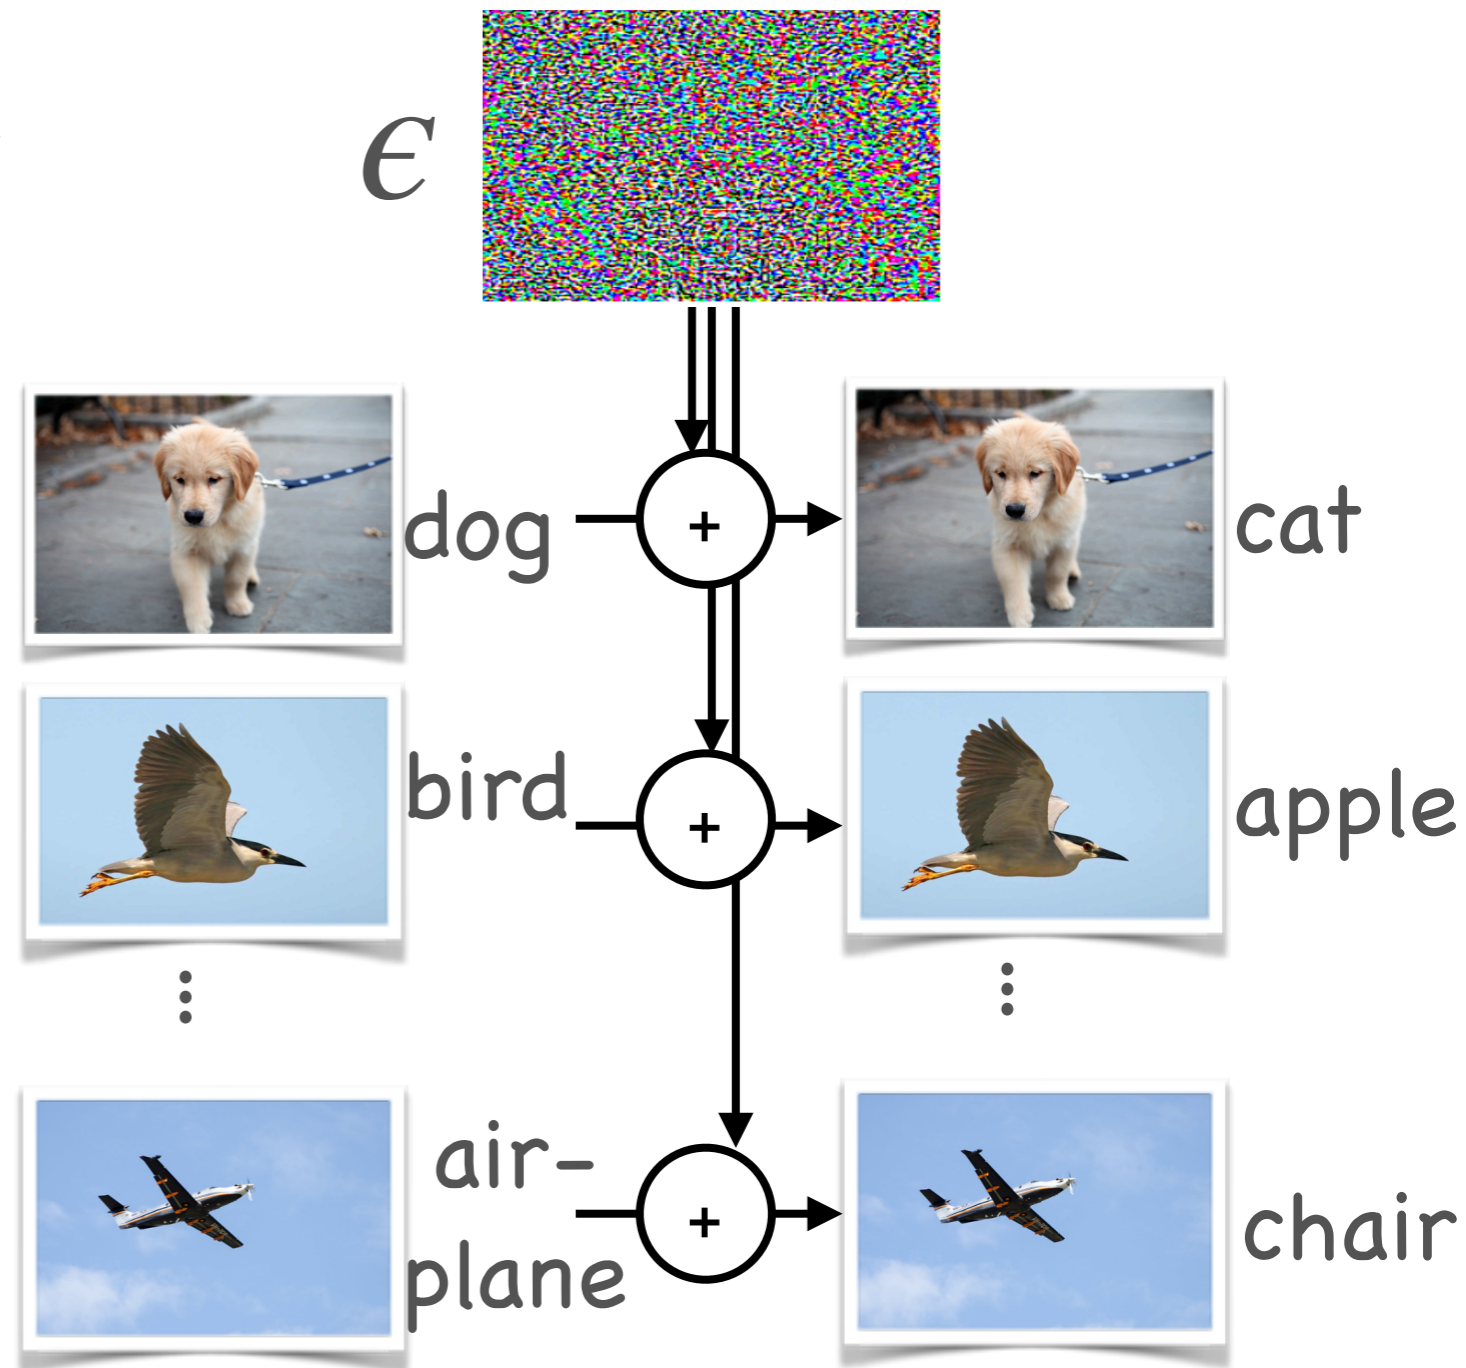 ϵ
dog
+
cat
bird
+
apple
air-
plane
+
chair